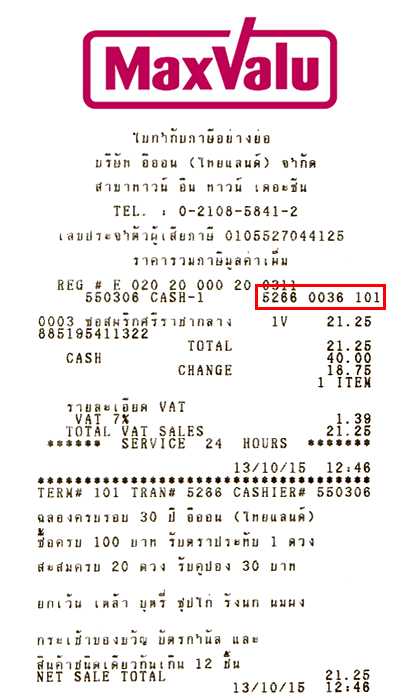 MaxValu
ใบกำกับภาษีอย่างย่อ
บริษัท อิออน (ไทยแลนด์) จำกัด
สาขาทาวน์ อิน ทาวน์ เดอะซีน
TEL. : 0-2108-5841-2
เลขประจำตัวผู้เสียภาษี 0105527044125
ราคารวมภาษีมูลค่าเพิ่ม
REG # E 020 20 000 20 0311
550306 CASH-1 5266 0036 101
0003 ซอสพริกศรีราชากลาง 1V 21.25
885195411322
TOTAL 21.25
CASH 40.00
CHANGE 18.75
1 ITEM
รายละเอียด VAT
VAT 7% 1.39
TOTAL VAT SALES 21.25
****** SERVICE 24 HOURS *******
13/10/15 12:46
TERM# 101 TRAN# 5266 CASHIER# 550306
ฉลองครบรอบ 30 ปี อิออน (ไทยแลนด์)
ซื้อครบ 100 บาท รับตราประทับ 1 ดวง
สะสมครบ 20 ดวง รับคูปอง 30 บาท
ยกเว้น เหล้า บุหรี่ ซุปไก่ รังนก นมผง
กระเช้าของขวัญ บัตรกำนัล และ
สินค้าชนิดเดียวกันเกิน 12 ชิ้น
NET SALE TOTAL 21.25
13/10/15 12:46